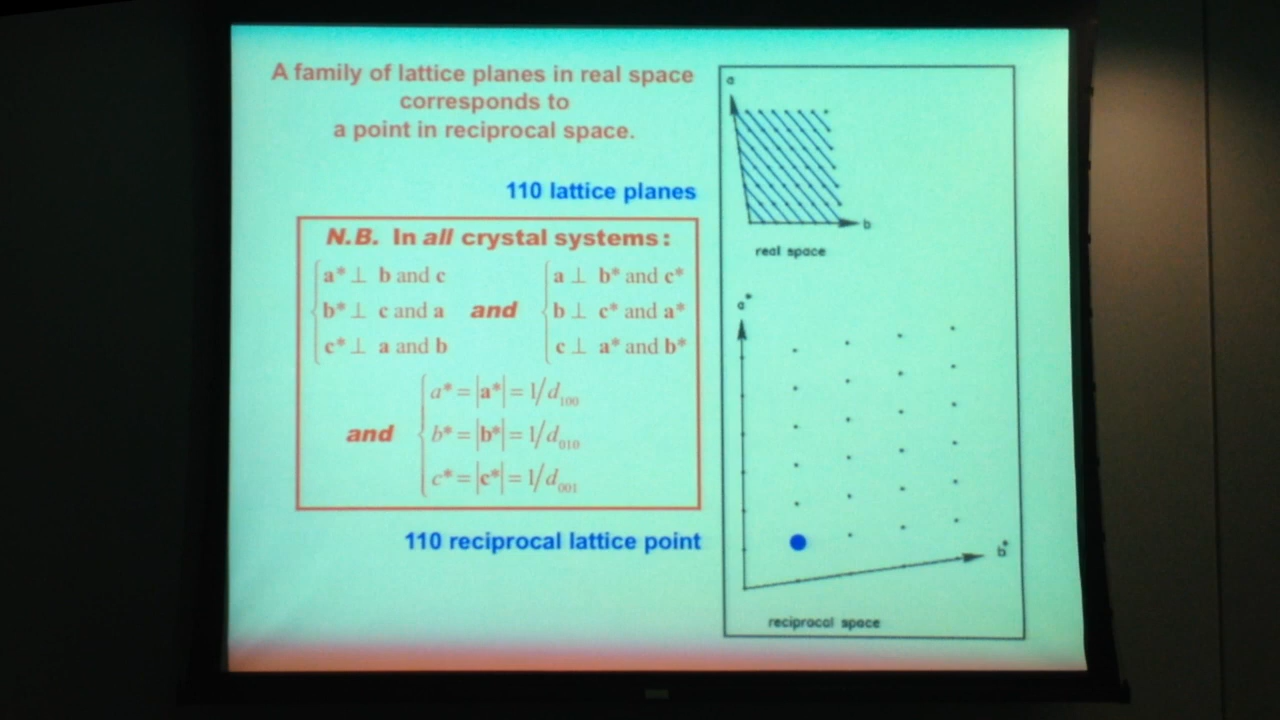 A family of lattice planes in real space
corresponds to
a point in reciprocal space.
110 lattice planes
N.B. In all crystal systems:
a* ⊥ b and c
b* ⊥ c and a
c* ⊥ a and b
and
a ⊥ b* and c*
b ⊥ c* and a*
c ⊥ a* and b*
and
a* = |a*| = 1/d₁₀₀
b* = |b*| = 1/d₀₁₀
c* = |c*| = 1/d₀₀₁
110 reciprocal lattice point
a
b
real space
a*
b*
reciprocal space